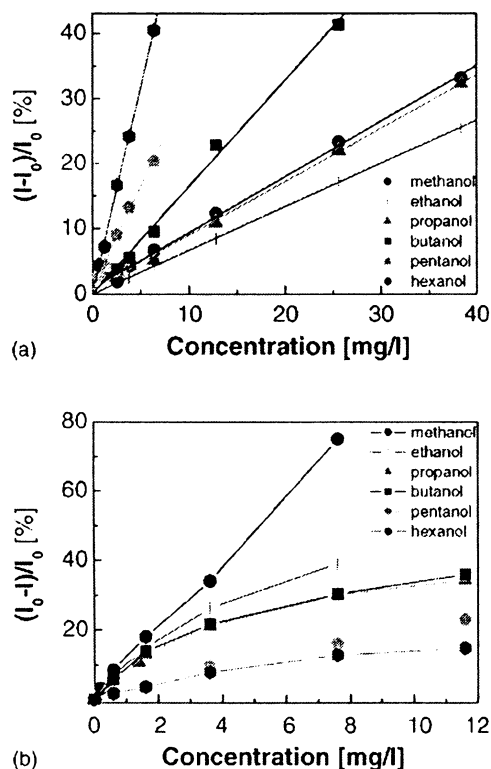 (I-I0)/I0 [%]
40
30
20
10
0
methanol
ethanol
propanol
butanol
pentanol
hexanol
0 10 20 30 40
(a) Concentration [mg/l]
(I0-I)/I0 [%]
80
60
40
20
methanol
ethanol
propanol
butanol
pentanol
hexanol
0 2 4 6 8 10 12
(b) Concentration [mg/l]